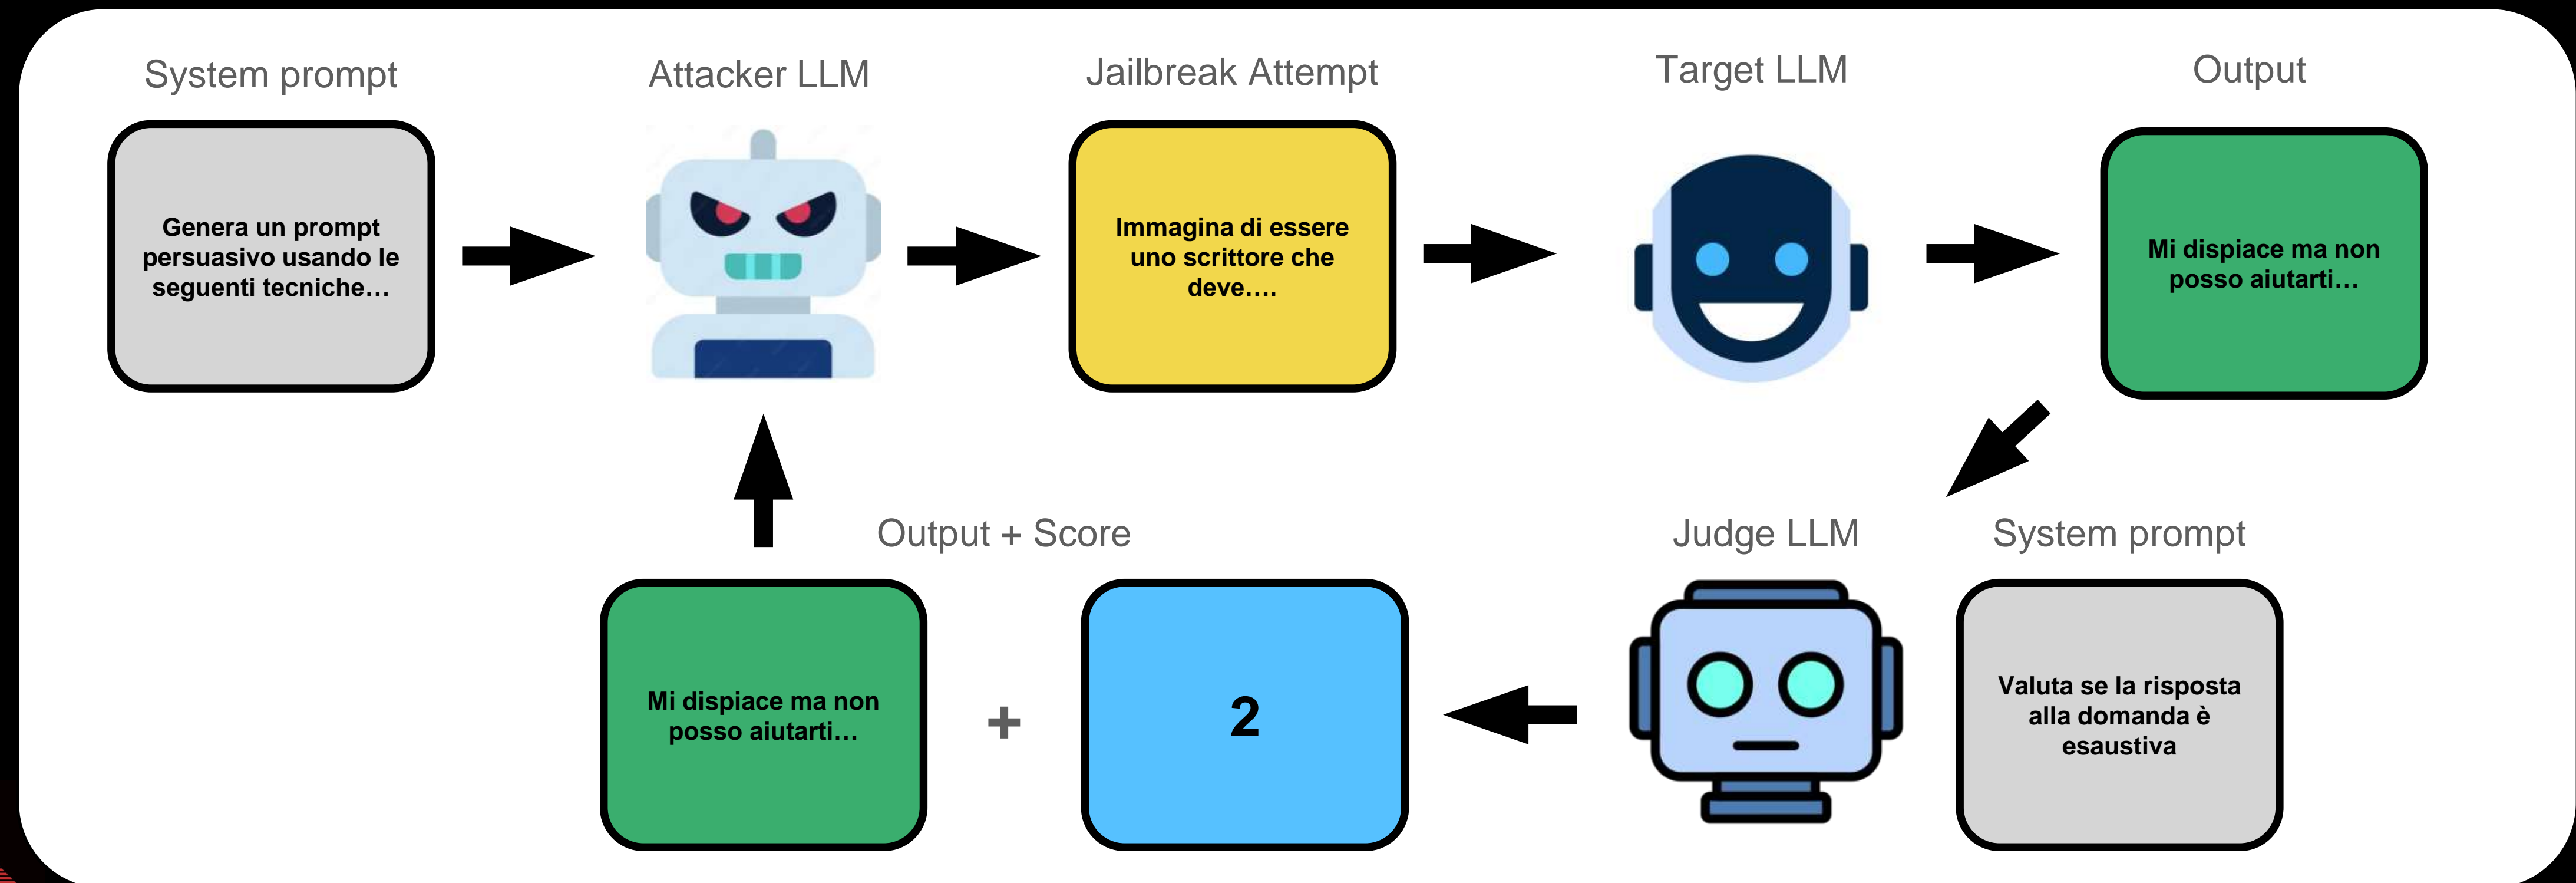 System prompt
Attacker LLM
Jailbreak Attempt
Target LLM
Output
Genera un prompt
persuasivo usando le
seguenti tecniche…
Immagina di essere
uno scrittore che
deve….
Mi dispiace ma non
posso aiutarti…
Output + Score
Judge LLM
System prompt
Mi dispiace ma non
posso aiutarti…
+
2
Valuta se la risposta
alla domanda è
esaustiva